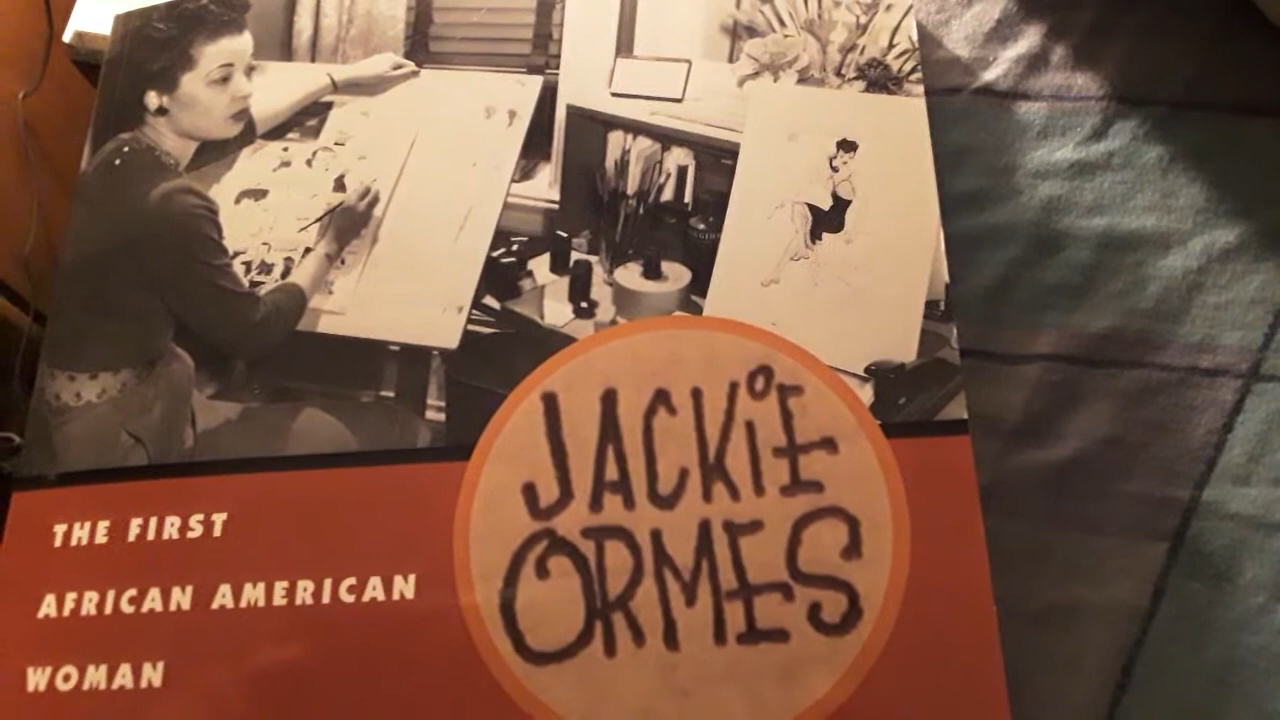 JACKiE
ORMES
THE FIRST
AFRICAN AMERICAN
WOMAN